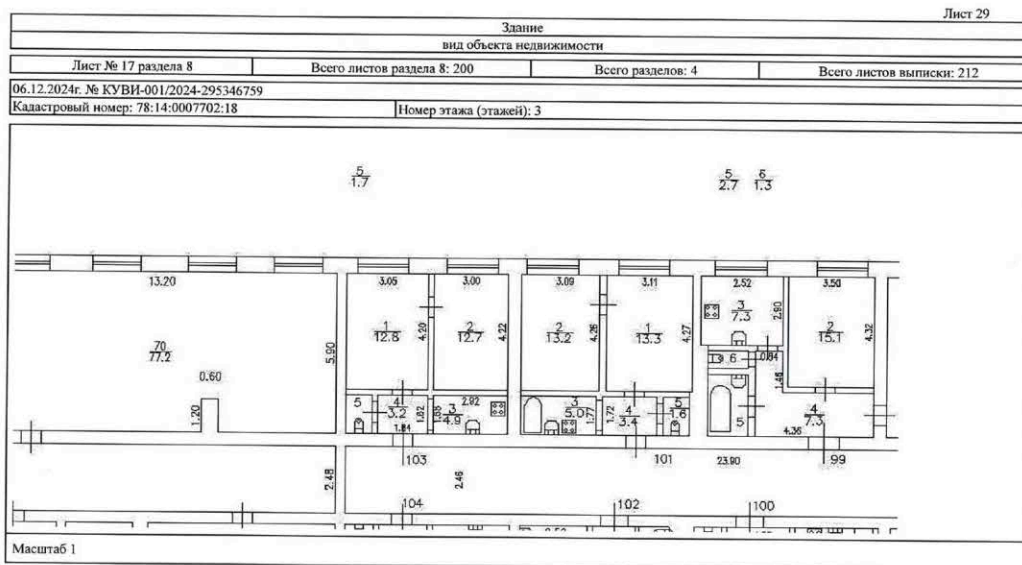 Лист 29
Здание
вид объекта недвижимости
Лист № 17 раздела 8 Всего листов раздела 8: 200 Всего разделов: 4 Всего листов выписки: 212
06.12.2024г. № КУВИ-001/2024-295346759
Кадастровый номер: 78:14:0007702:18 Номер этажа (этажей): 3
5 5 6
1.7 2.7 1.3
13.20 3.05 3.00 3.09 3.11 2.52 3.50
3
7.3 2.90
1 4.20 2 4.22 2 4.26 1 4.27 2 4.32
12.8 12.7 13.2 13.3 15.1
70 5.90
77.2
0.60 6 0.84
1.46
1.20 5 4 1.62 1.68 2.92 3 5.0 1.77 1.72 4 5
3.2 3 4.9 3.4 1.6 5 4
1.84 4.36 7.3
2.48 103 2.46 101 23.90 99
104 102 100
Масштаб 1